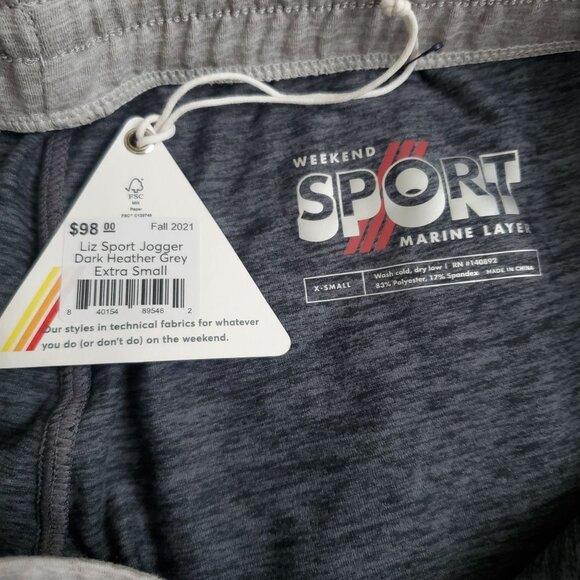 FSC
MIX
Paper
$98 00 Fall 2021
Liz Sport Jogger
Dark Heather Grey
Extra Small
8 40154 89546 2
Our styles in technical fabrics for whatever
you do (or don't do) on the weekend.
WEEKEND
SPORT
MARINE LAYER
X-SMALL
Wash cold, dry low | RN #140892
83% Polyester, 17% Spandex MADE IN CHINA